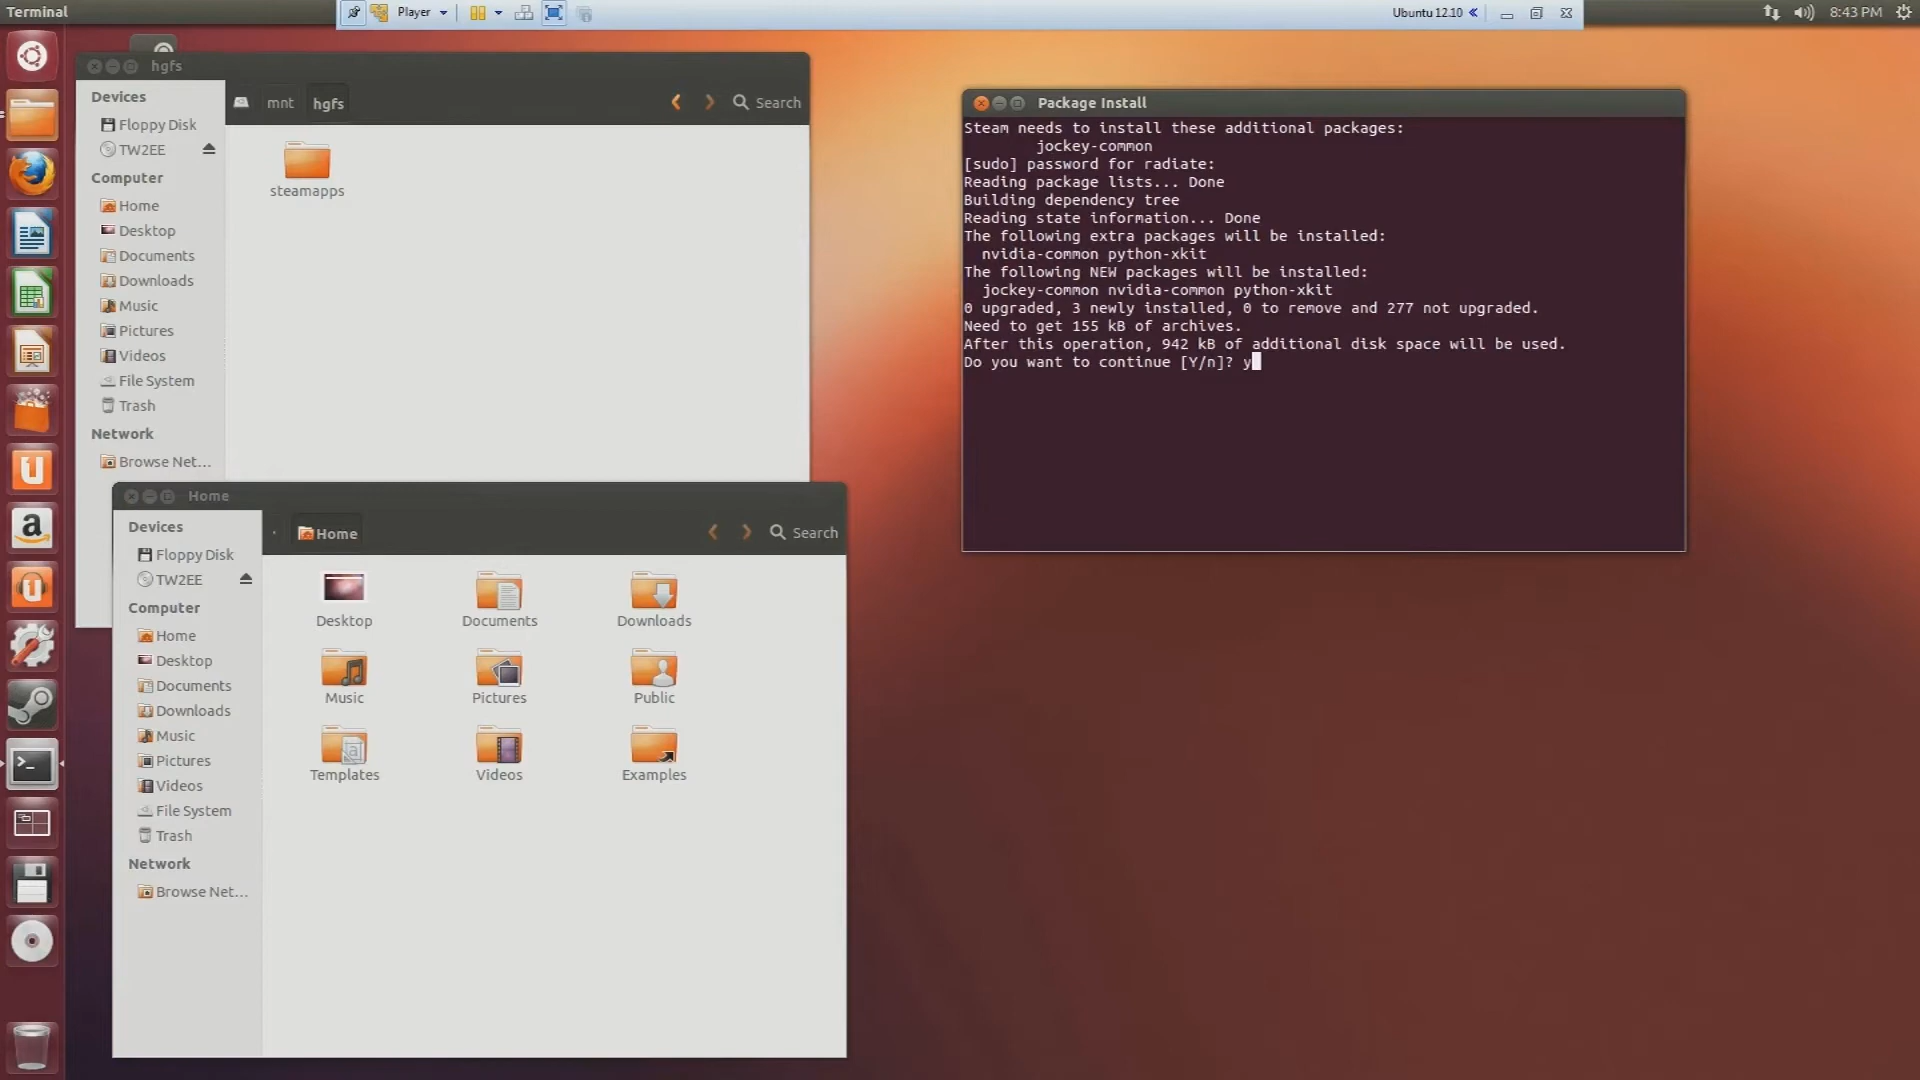 Terminal
Player
Ubuntu 12.10
8:43 PM
hgfs
Devices
Floppy Disk
TW2EE
Computer
Home
Desktop
Documents
Downloads
Music
Pictures
Videos
File System
Trash
Network
Browse Net...
mnt
hgfs
Search
steamapps
Home
Devices
Floppy Disk
TW2EE
Computer
Home
Desktop
Documents
Downloads
Music
Pictures
Videos
File System
Trash
Network
Browse Net...
Home
Search
Desktop
Documents
Downloads
Music
Pictures
Public
Templates
Videos
Examples
Package Install
Steam needs to install these additional packages:
jockey-common
[sudo] password for radiate:
Reading package lists... Done
Building dependency tree
Reading state information... Done
The following extra packages will be installed:
nvidia-common python-xkit
The following NEW packages will be installed:
jockey-common nvidia-common python-xkit
0 upgraded, 3 newly installed, 0 to remove and 277 not upgraded.
Need to get 155 kB of archives.
After this operation, 942 kB of additional disk space will be used.
Do you want to continue [Y/n]? y